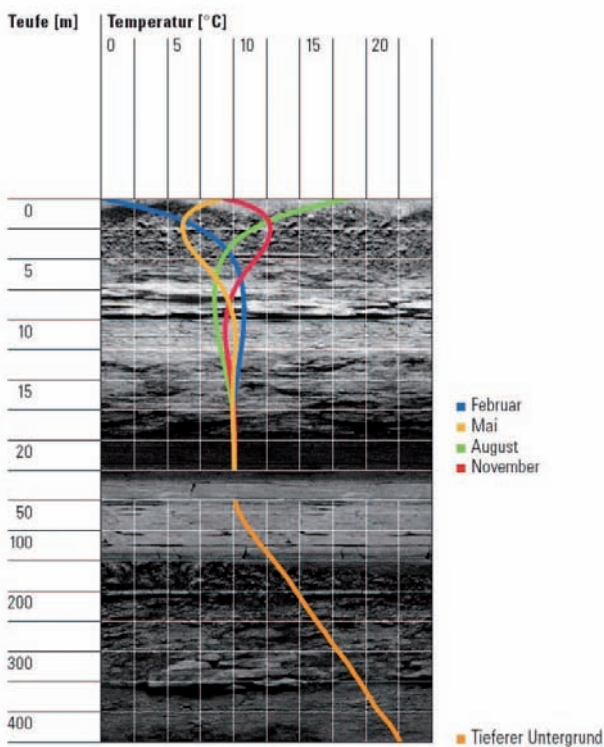 Teufe [m] Temperatur [°C]
0 5 10 15 20
0
5
10
15
20
50
100
200
300
400
Februar
Mai
August
November
Tieferer Untergrund